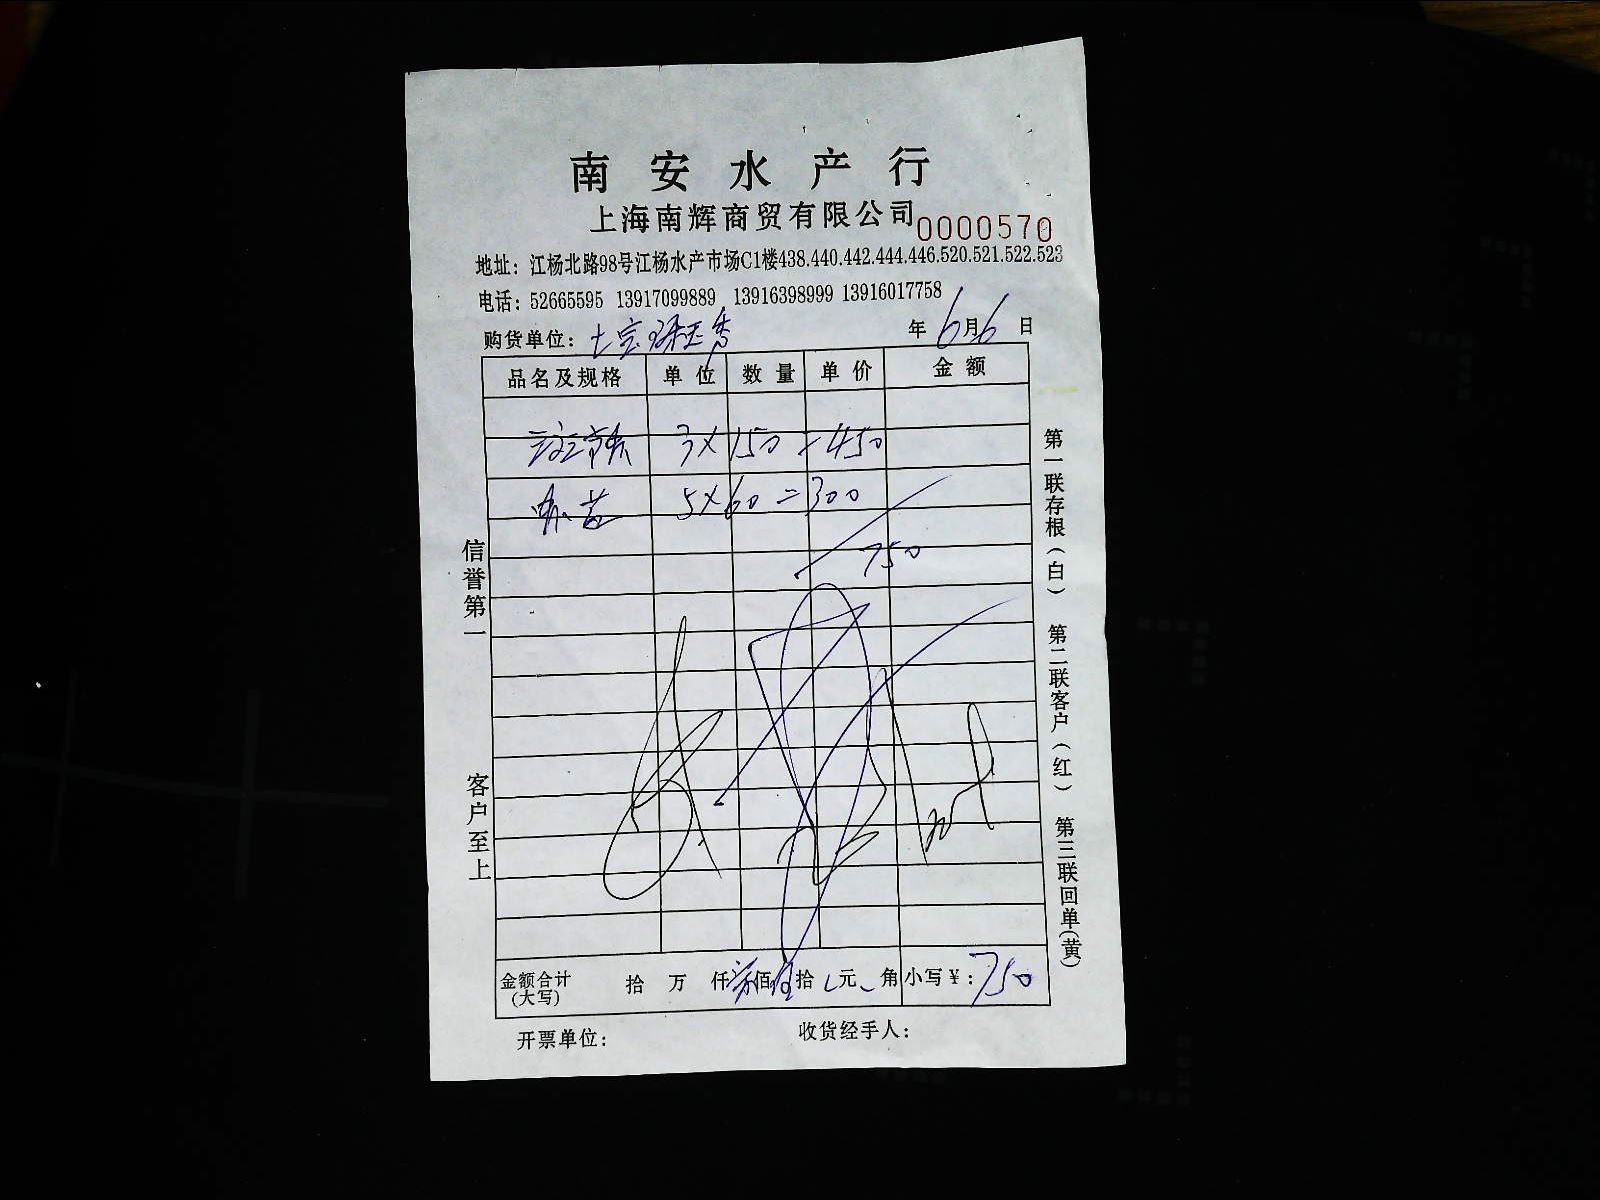 南安水产行
上海南辉商贸有限公司 0000570
地址：江杨北路98号江杨水产市场C1楼438.440.442.444.446.520.521.522.523
电话：52665595 13917099889 13916398999 13916017758
购货单位： 年6月6日
品名及规格 单位 数量 单价 金额
3×150=450
5×60=300
750
金额合计(大写) 拾 万 仟 柒佰 伍拾 元 角 小写¥：750
开票单位： 收货经手人：
信誉第一 客户至上
第一联存根(白) 第二联客户(红) 第三联回单(黄)